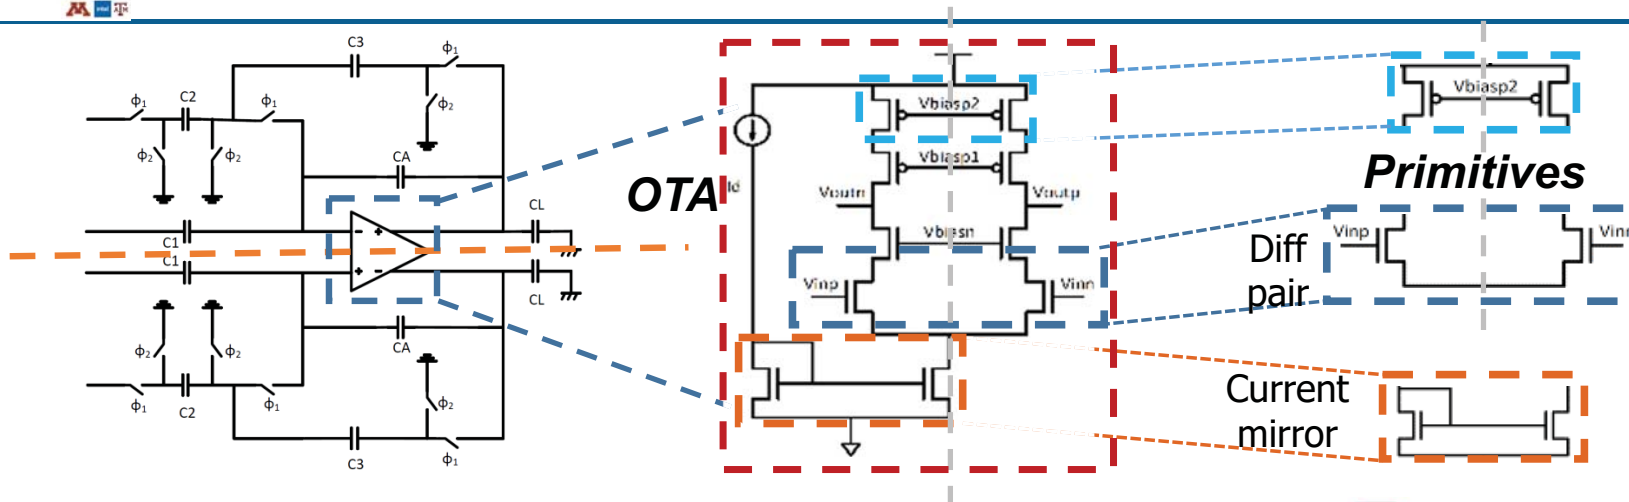 M intel ATM
C3
ϕ1
ϕ1
C2
ϕ1
ϕ2
ϕ2
ϕ2
CA
C1
C1
CL
CL
CA
ϕ2
ϕ2
ϕ2
ϕ1
C2
ϕ1
C3
ϕ1
OTA
Id
Vbiasp2
Vbiasp1
Voutn
Voutp
Vbiasn
Vinp
Vinn
Vbiasp2
Primitives
Diff
pair
Vinp
Current
mirror